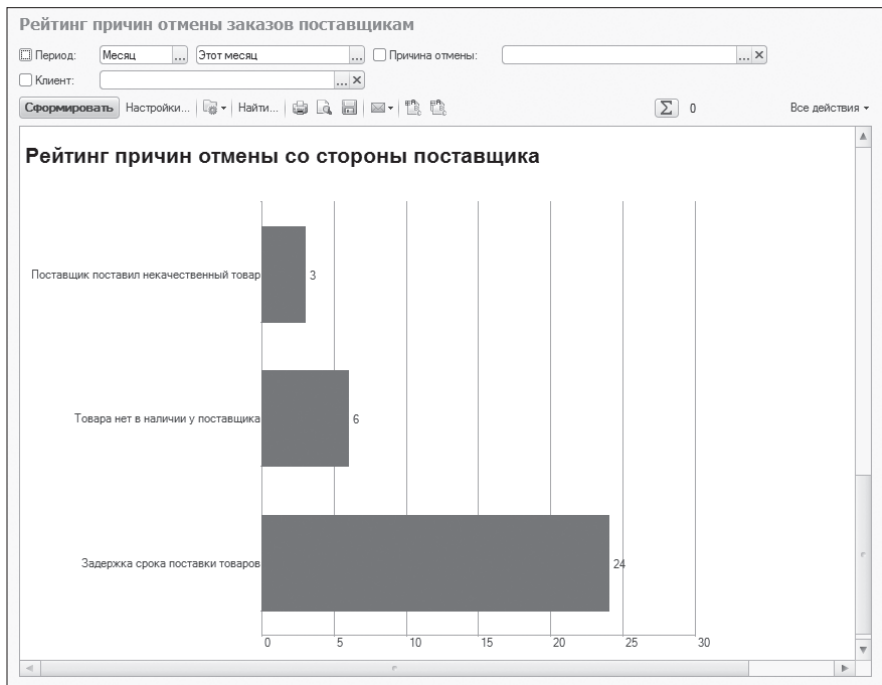 Рейтинг причин отмены заказов поставщикам
Период: Месяц ... Этот месяц ... Причина отмены: ... ×
Клиент: ... ×
Сформировать Настройки... Найти... Σ 0 Все действия
Рейтинг причин отмены со стороны поставщика
Поставщик поставил некачественный товар 3
Товара нет в наличии у поставщика 6
Задержка срока поставки товаров 24
0 5 10 15 20 25 30